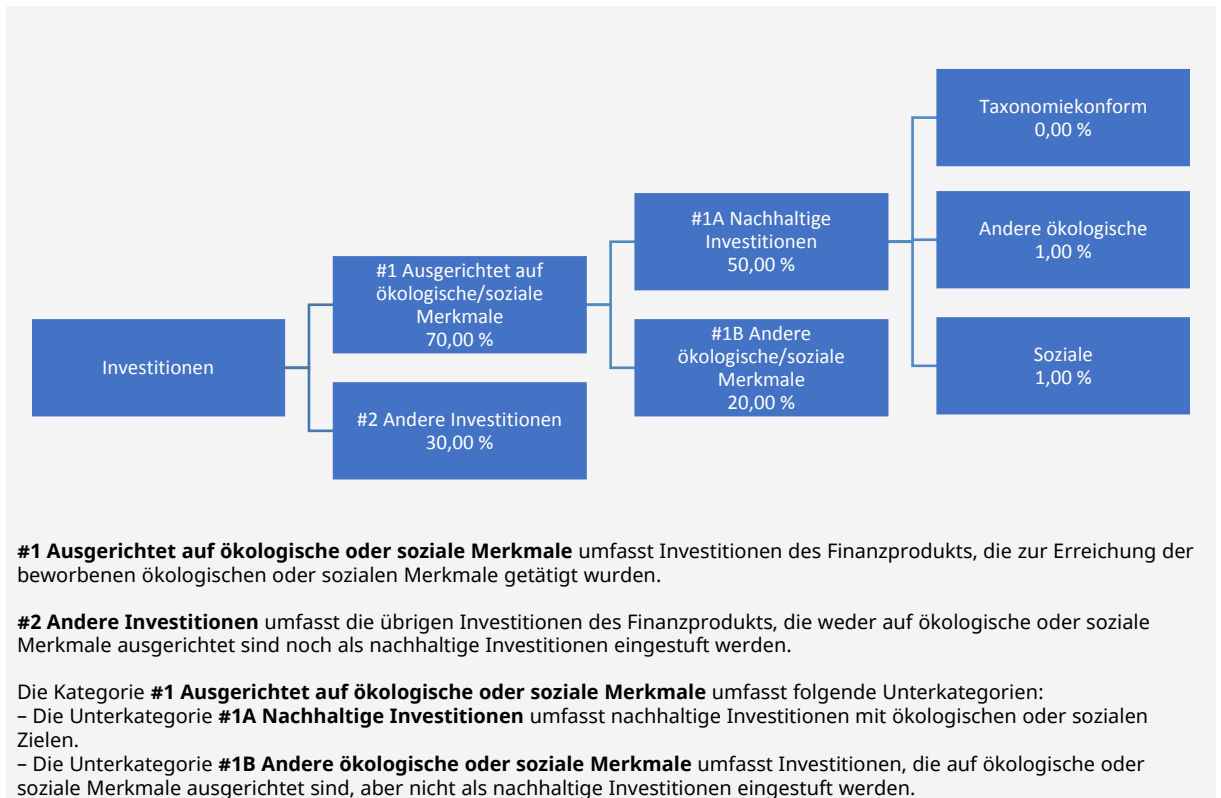 Taxonomiekonform
0,00 %
#1A Nachhaltige
Investitionen
50,00 %
Andere ökologische
1,00 %
#1 Ausgerichtet auf
ökologische/soziale
Merkmale
70,00 %
#1B Andere
ökologische/soziale
Merkmale
20,00 %
Soziale
1,00 %
Investitionen
#2 Andere Investitionen
30,00 %
#1 Ausgerichtet auf ökologische oder soziale Merkmale umfasst Investitionen des Finanzprodukts, die zur Erreichung der
beworbenen ökologischen oder sozialen Merkmale getätigt wurden.
#2 Andere Investitionen umfasst die übrigen Investitionen des Finanzprodukts, die weder auf ökologische oder soziale
Merkmale ausgerichtet sind noch als nachhaltige Investitionen eingestuft werden.
Die Kategorie #1 Ausgerichtet auf ökologische oder soziale Merkmale umfasst folgende Unterkategorien:
– Die Unterkategorie #1A Nachhaltige Investitionen umfasst nachhaltige Investitionen mit ökologischen oder sozialen
Zielen.
– Die Unterkategorie #1B Andere ökologische oder soziale Merkmale umfasst Investitionen, die auf ökologische oder
soziale Merkmale ausgerichtet sind, aber nicht als nachhaltige Investitionen eingestuft werden.